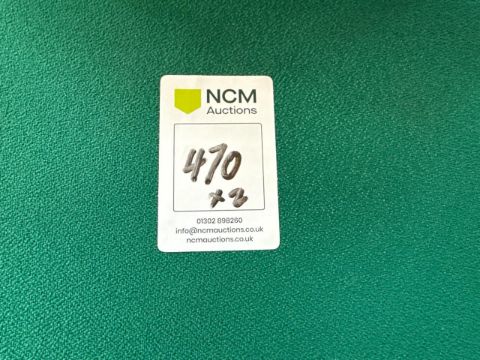 NCM
Auctions
470
x2
01302 898260
info@ncmauctions.co.uk
ncmauctions.co.uk